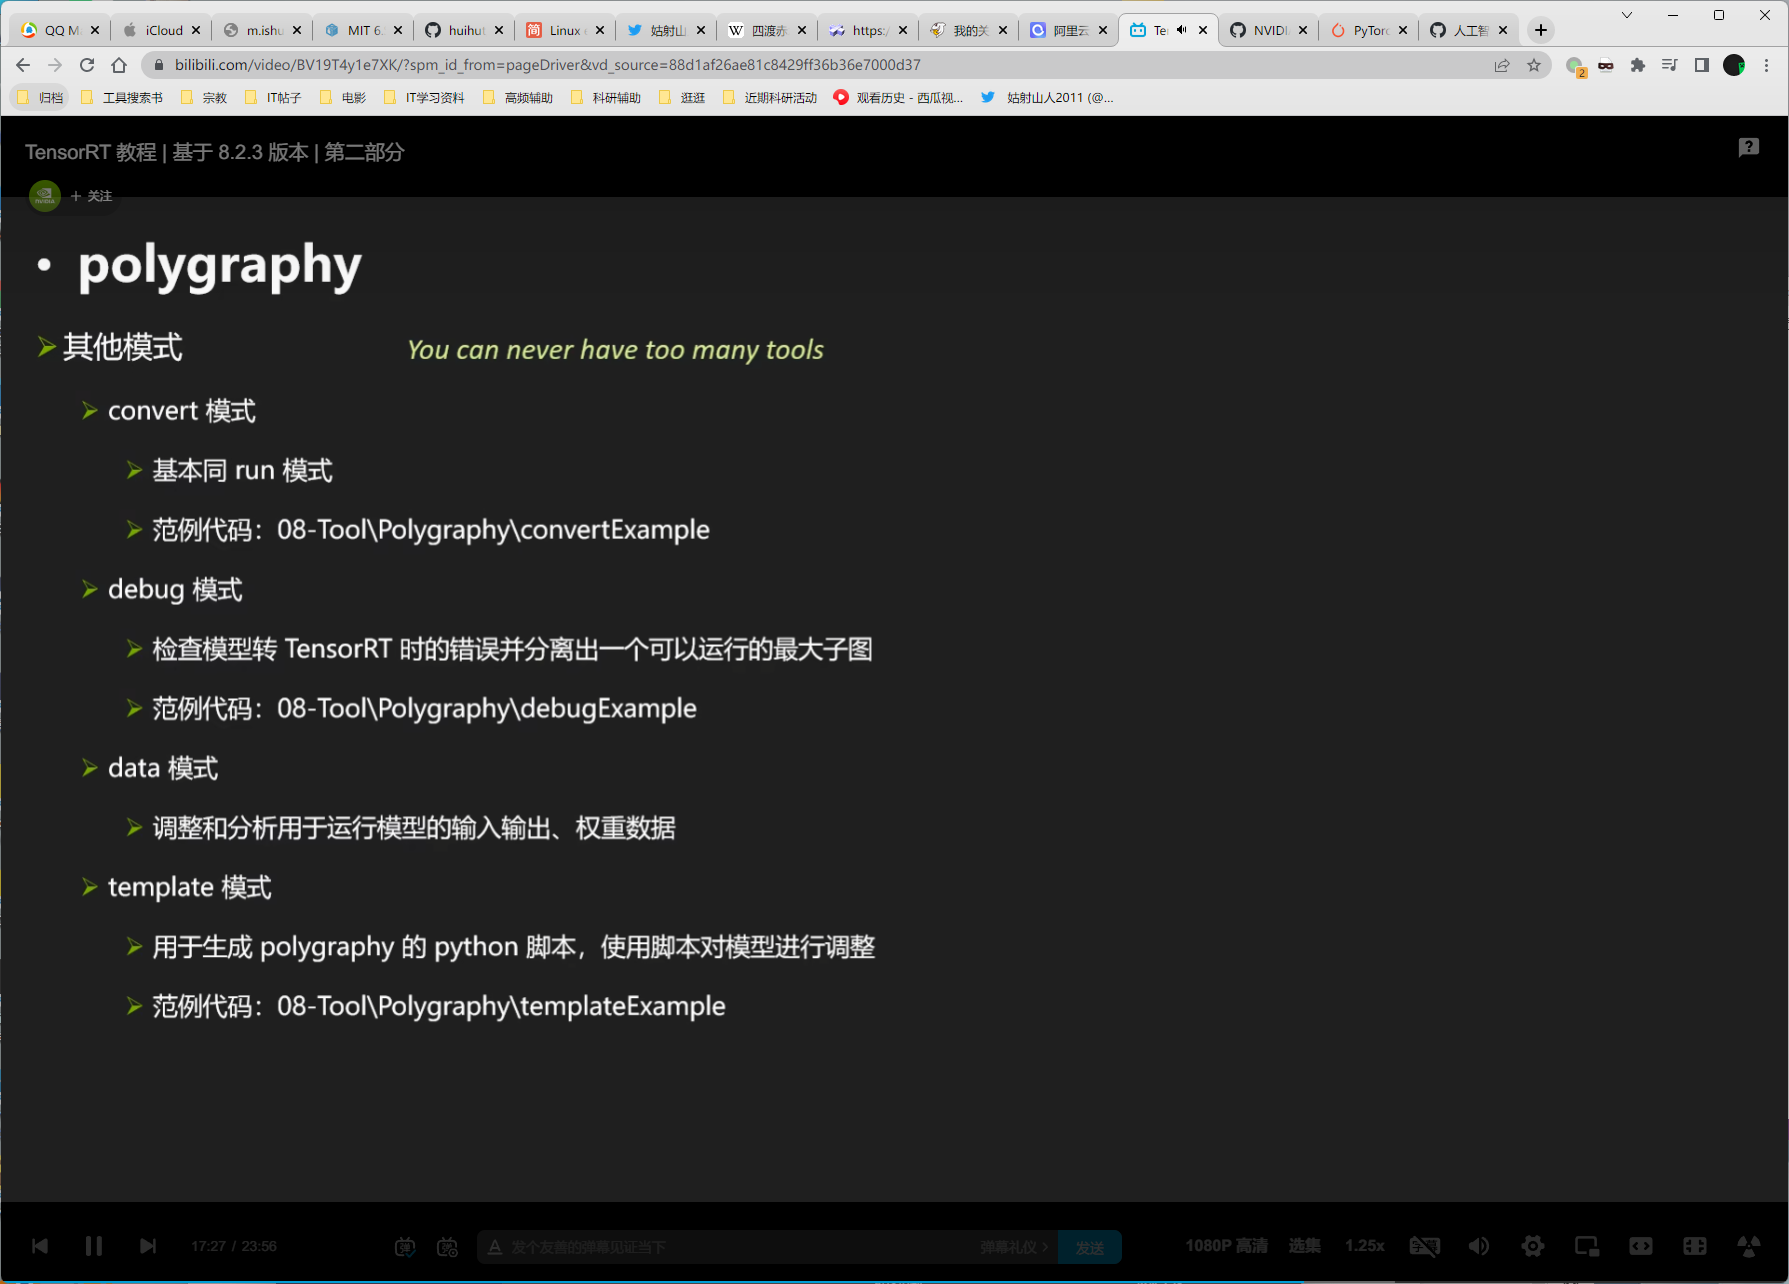 QQ M
iCloud
m.ishu
MIT 6.
huihut
简 Linux
姑射山
W 四渡赤
https:/
我的关
阿里云
Te
NVIDI
PyTorc
人工智
bilibili.com/video/BV19T4y1e7XK/?spm_id_from=pageDriver&vd_source=88d1af26ae81c8429ff36b36e7000d37
2
归档
工具搜索书
宗教
IT帖子
电影
IT学习资料
高频辅助
科研辅助
逛逛
近期科研活动
观看历史 - 西瓜视...
姑射山人2011 (@...
TensorRT 教程 | 基于 8.2.3 版本 | 第二部分
+ 关注
• polygraphy
其他模式
You can never have too many tools
convert 模式
基本同 run 模式
范例代码：08-Tool\Polygraphy\convertExample
debug 模式
检查模型转 TensorRT 时的错误并分离出一个可以运行的最大子图
范例代码：08-Tool\Polygraphy\debugExample
data 模式
调整和分析用于运行模型的输入输出、权重数据
template 模式
用于生成 polygraphy 的 python 脚本，使用脚本对模型进行调整
范例代码：08-Tool\Polygraphy\templateExample
17:27 / 23:56
弹
弹
A 发个友善的弹幕见证当下
弹幕礼仪 >
发送
1080P 高清
选集
1.25x
字幕